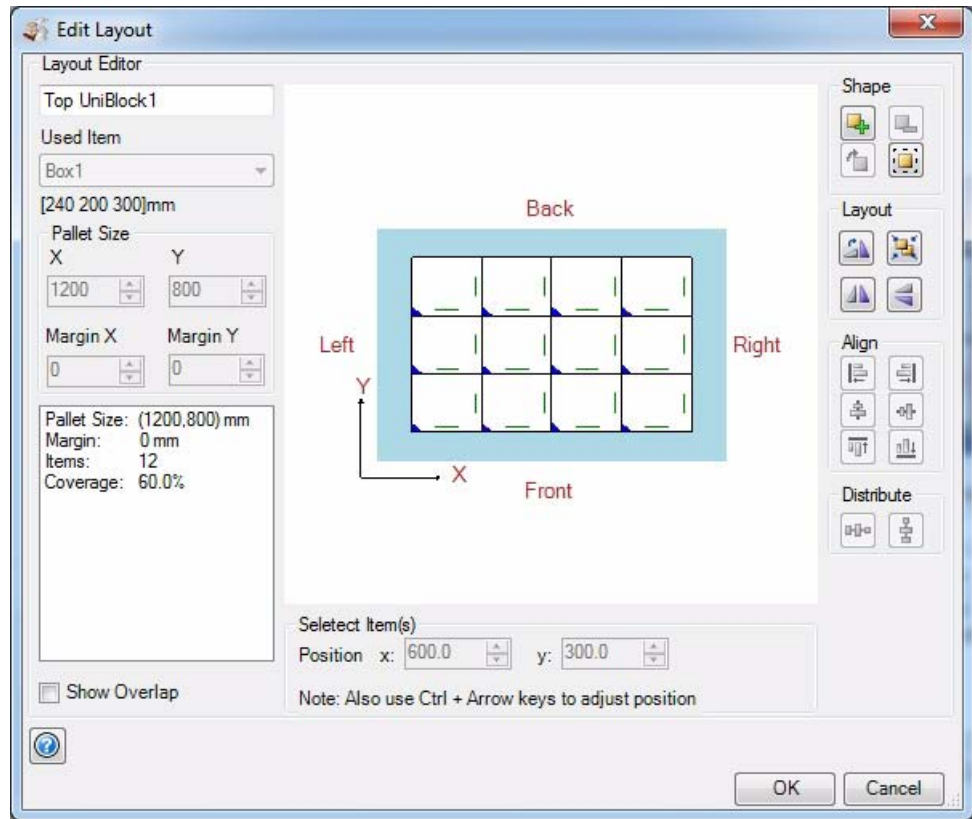 Edit Layout
Layout Editor
Top UniBlock1
Used Item
Box1
[240 200 300]mm
Pallet Size
X Y
1200 800
Margin X Margin Y
0 0
Pallet Size: (1200,800) mm
Margin: 0 mm
Items: 12
Coverage: 60.0%
Show Overlap
Back
Left
Right
Y
X
Front
Seletect Item(s)
Position x: 600.0 y: 300.0
Note: Also use Ctrl + Arrow keys to adjust position
Shape
Layout
Align
Distribute
OK Cancel